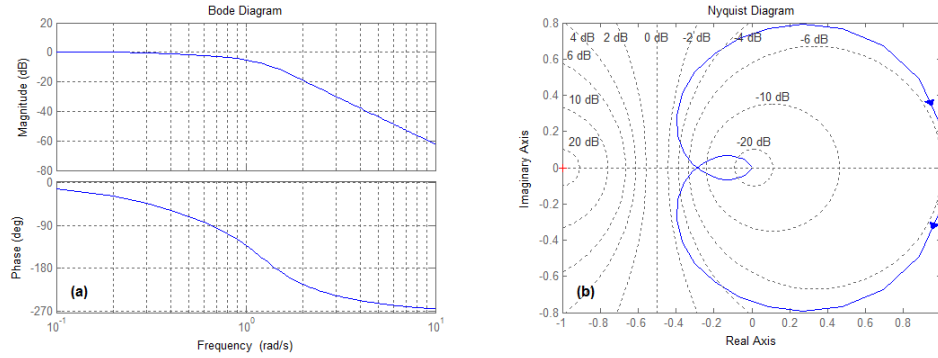 Bode Diagram
20
0
-20
-40
-60
-80
Magnitude (dB)
0
-90
-180
-270
Phase (deg)
(a)
10^-1
10^0
10^1
Frequency (rad/s)
Nyquist Diagram
0.8
0.6
0.4
0.2
0
-0.2
-0.4
-0.6
-0.8
Imaginary Axis
4 dB
2 dB
0 dB
-2 dB
-4 dB
-6 dB
6 dB
10 dB
-10 dB
20 dB
-20 dB
(b)
-1
-0.8
-0.6
-0.4
-0.2
0
0.2
0.4
0.6
0.8
Real Axis